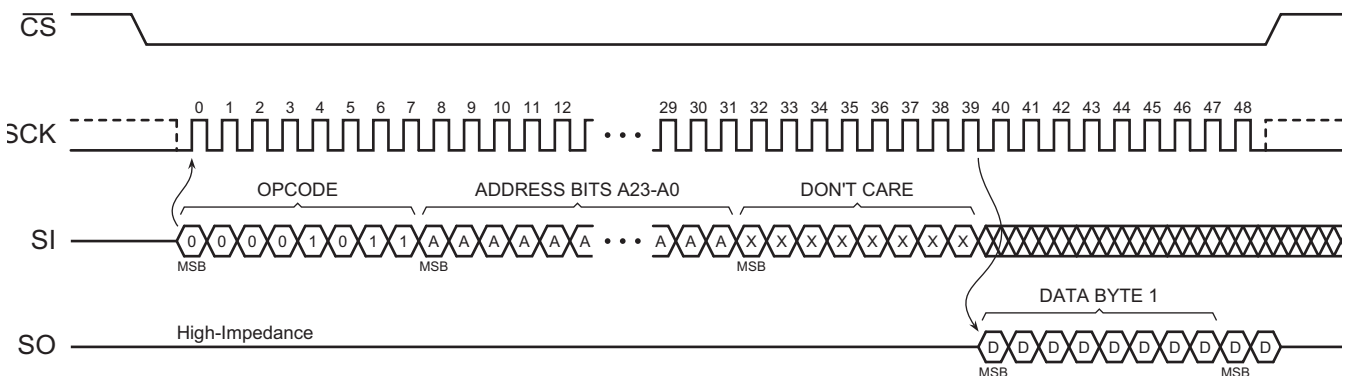 CS
SCK
0 1 2 3 4 5 6 7 8 9 10 11 12 29 30 31 32 33 34 35 36 37 38 39 40 41 42 43 44 45 46 47 48
OPCODE ADDRESS BITS A23-A0 DON'T CARE
SI 0 0 0 0 1 0 1 1 A A A A A A • • • A A A X X X X X X X X
MSB MSB MSB
DATA BYTE 1
High-Impedance
SO D D D D D D D D D D
MSB MSB